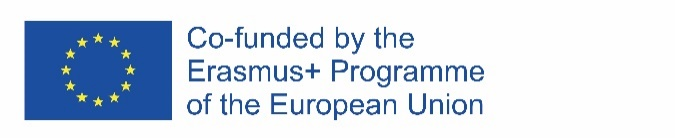 Co-funded by the
Erasmus+ Programme
of the European Union